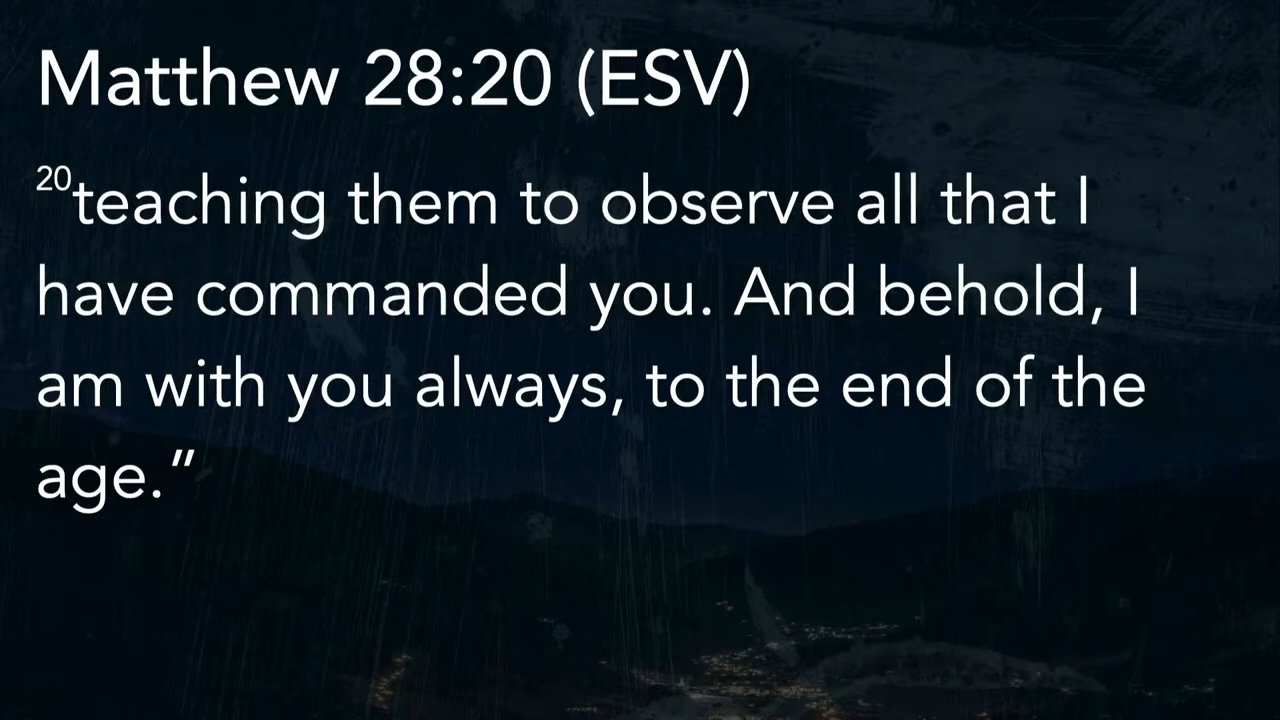 Matthew 28:20 (ESV)
20teaching them to observe all that I
have commanded you. And behold, I
am with you always, to the end of the
age.”